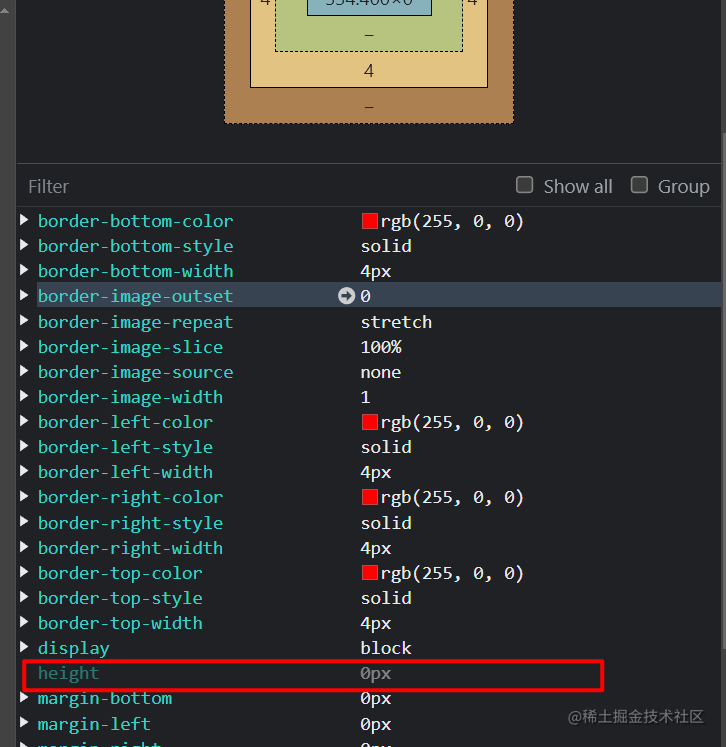 4 554.400×0 4
–
4
–
Filter Show all Group
border-bottom-color rgb(255, 0, 0)
border-bottom-style solid
border-bottom-width 4px
border-image-outset 0
border-image-repeat stretch
border-image-slice 100%
border-image-source none
border-image-width 1
border-left-color rgb(255, 0, 0)
border-left-style solid
border-left-width 4px
border-right-color rgb(255, 0, 0)
border-right-style solid
border-right-width 4px
border-top-color rgb(255, 0, 0)
border-top-style solid
border-top-width 4px
display block
height 0px
margin-bottom 0px
margin-left 0px
margin-right 0px
@稀土掘金技术社区